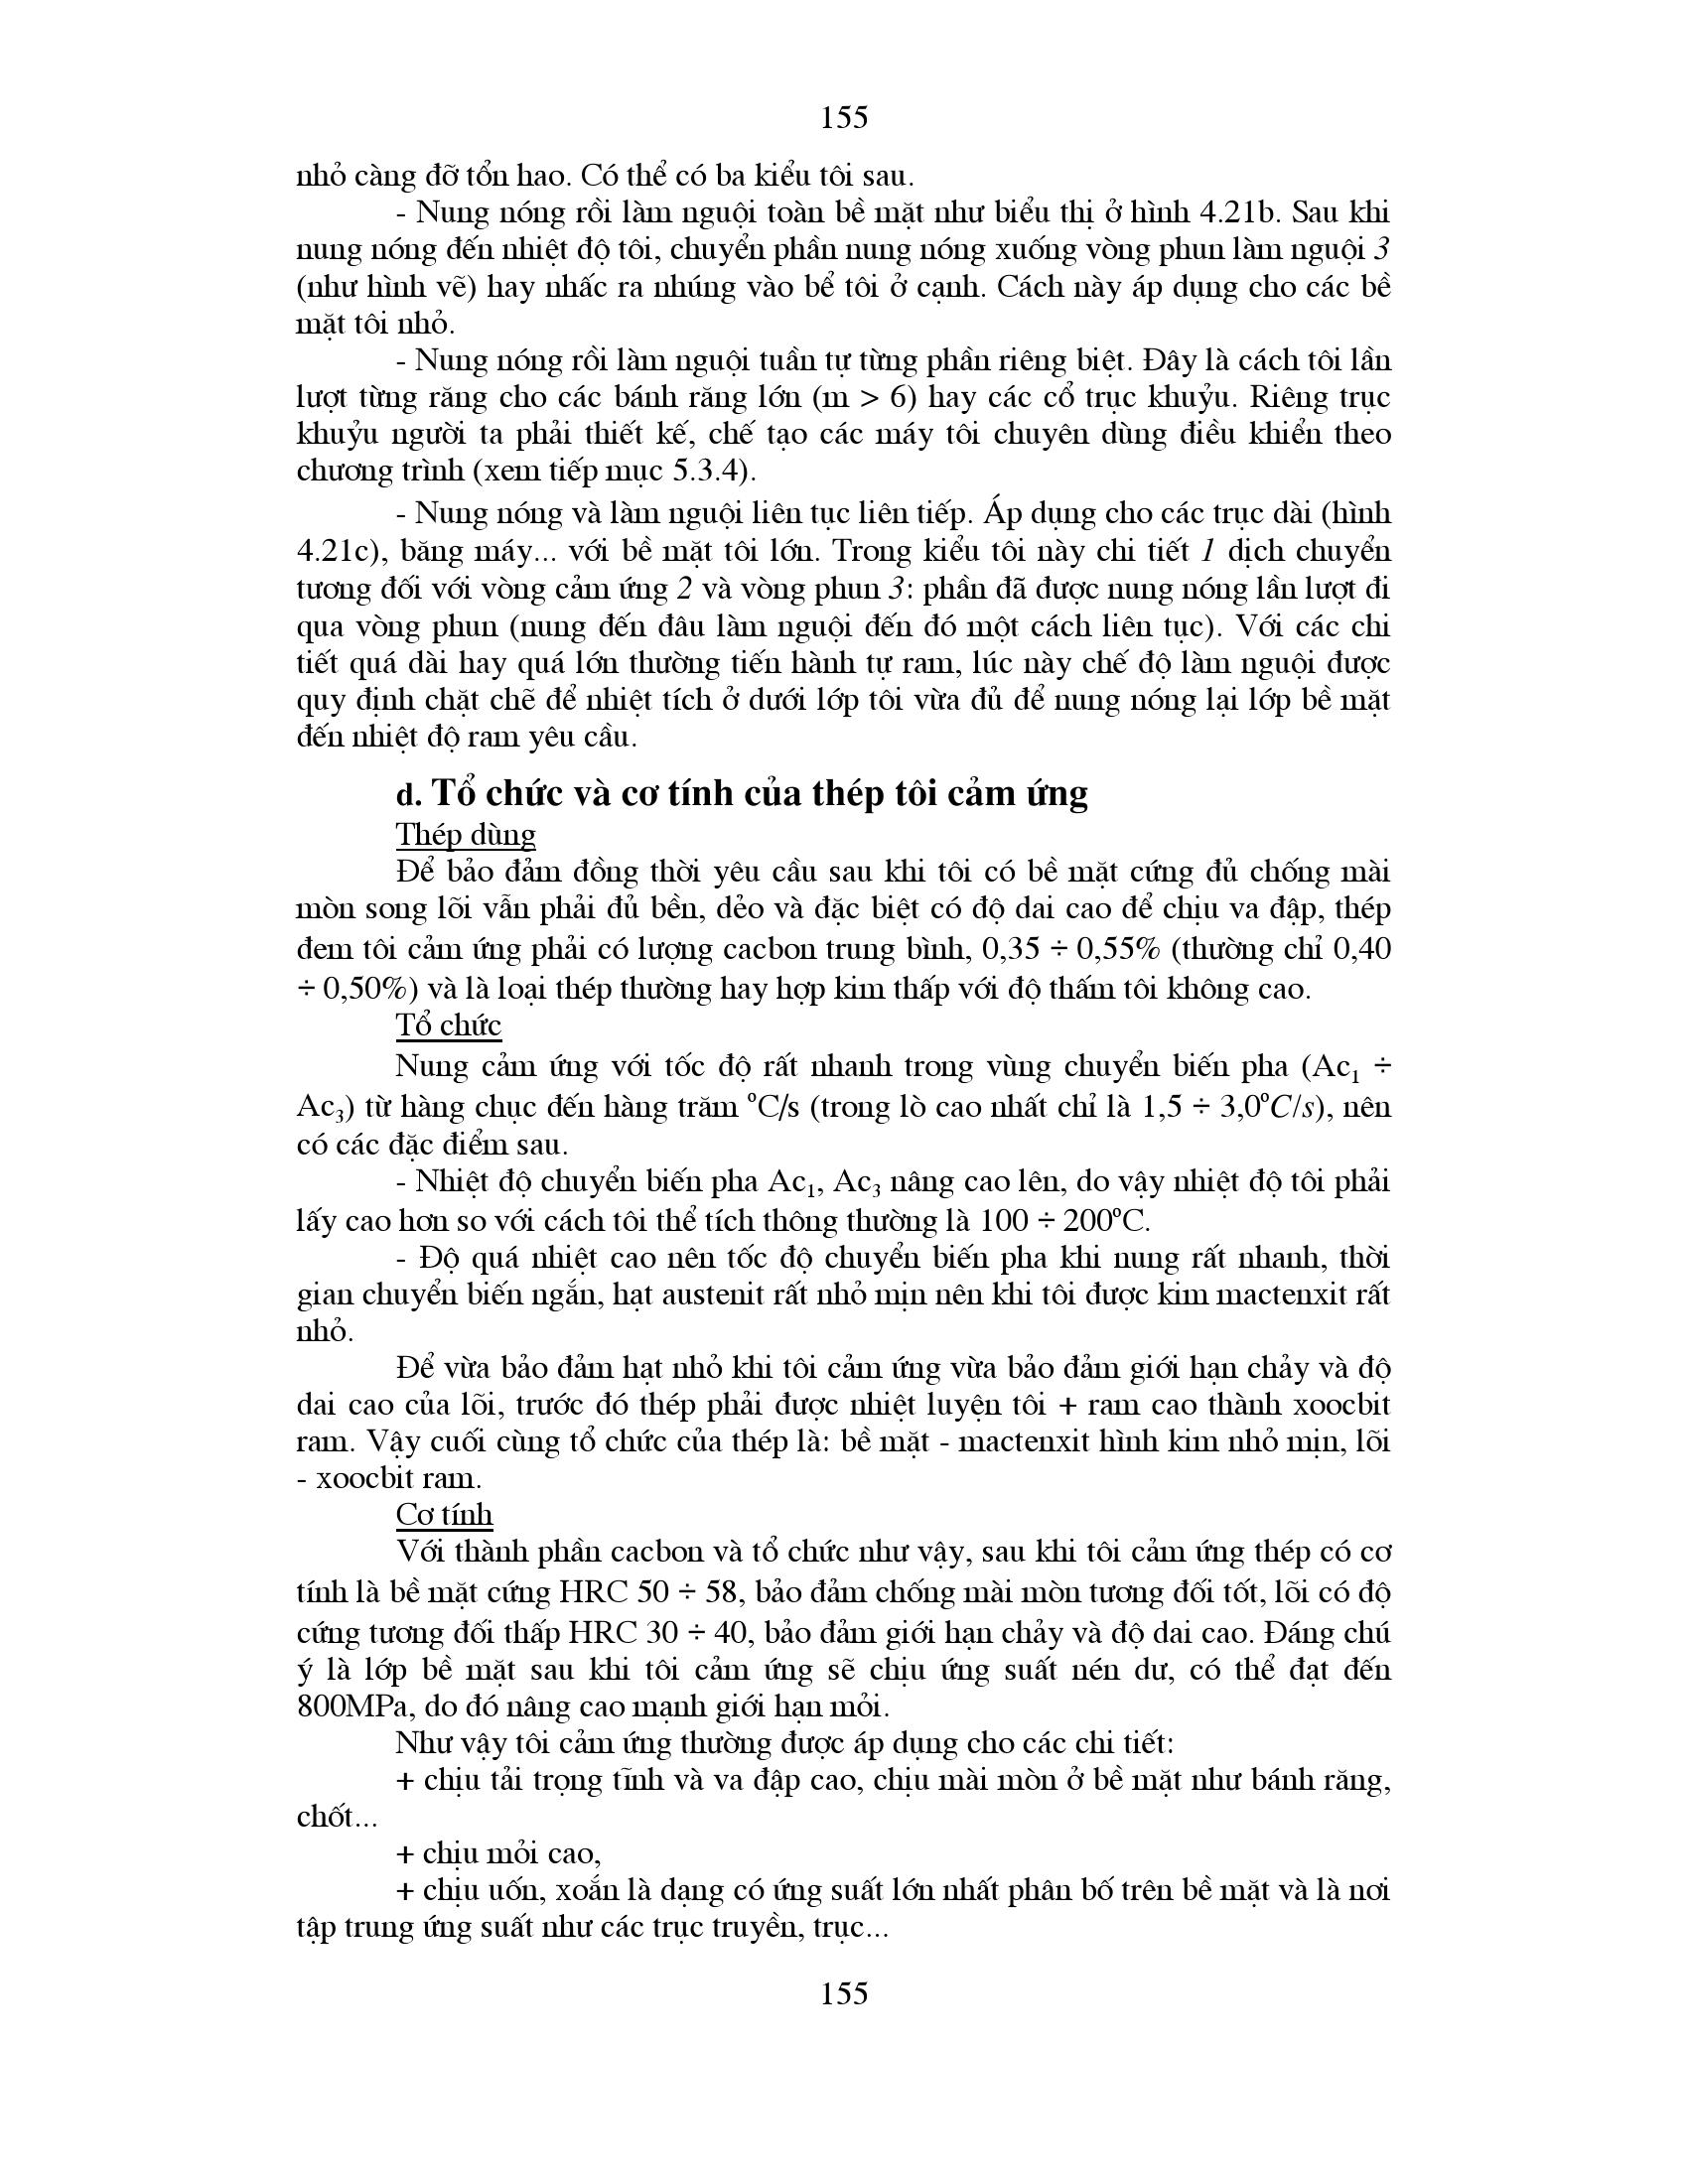 155
nhỏ càng đỡ tổn hao. Có thể có ba kiểu tôi sau.
- Nung nóng rồi làm nguội toàn bề mặt như biểu thị ở hình 4.21b. Sau khi
nung nóng đến nhiệt độ tôi, chuyển phần nung nóng xuống vòng phun làm nguội 3
(như hình vẽ) hay nhấc ra nhúng vào bể tôi ở cạnh. Cách này áp dụng cho các bề
mặt tôi nhỏ.
- Nung nóng rồi làm nguội tuần tự từng phần riêng biệt. Đây là cách tôi lần
lượt từng răng cho các bánh răng lớn (m > 6) hay các cổ trục khuỷu. Riêng trục
khuỷu người ta phải thiết kế, chế tạo các máy tôi chuyên dùng điều khiển theo
chương trình (xem tiếp mục 5.3.4).
- Nung nóng và làm nguội liên tục liên tiếp. Áp dụng cho các trục dài (hình
4.21c), băng máy... với bề mặt tôi lớn. Trong kiểu tôi này chi tiết 1 dịch chuyển
tương đối với vòng cảm ứng 2 và vòng phun 3: phần đã được nung nóng lần lượt đi
qua vòng phun (nung đến đâu làm nguội đến đó một cách liên tục). Với các chi
tiết quá dài hay quá lớn thường tiến hành tự ram, lúc này chế độ làm nguội được
quy định chặt chẽ để nhiệt tích ở dưới lớp tôi vừa đủ để nung nóng lại lớp bề mặt
đến nhiệt độ ram yêu cầu.
d. Tổ chức và cơ tính của thép tôi cảm ứng
Thép dùng
Để bảo đảm đồng thời yêu cầu sau khi tôi có bề mặt cứng đủ chống mài
mòn song lõi vẫn phải đủ bền, dẻo và đặc biệt có độ dai cao để chịu va đập, thép
đem tôi cảm ứng phải có lượng cacbon trung bình, 0,35 ÷ 0,55% (thường chỉ 0,40
÷ 0,50%) và là loại thép thường hay hợp kim thấp với độ thấm tôi không cao.
Tổ chức
Nung cảm ứng với tốc độ rất nhanh trong vùng chuyển biến pha (Ac₁ ÷
Ac₃) từ hàng chục đến hàng trăm ºC/s (trong lò cao nhất chỉ là 1,5 ÷ 3,0ºC/s), nên
có các đặc điểm sau.
- Nhiệt độ chuyển biến pha Ac₁, Ac₃ nâng cao lên, do vậy nhiệt độ tôi phải
lấy cao hơn so với cách tôi thể tích thông thường là 100 ÷ 200ºC.
- Độ quá nhiệt cao nên tốc độ chuyển biến pha khi nung rất nhanh, thời
gian chuyển biến ngắn, hạt austenit rất nhỏ mịn nên khi tôi được kim mactenxit rất
nhỏ.
Để vừa bảo đảm hạt nhỏ khi tôi cảm ứng vừa bảo đảm giới hạn chảy và độ
dai cao của lõi, trước đó thép phải được nhiệt luyện tôi + ram cao thành xoocbit
ram. Vậy cuối cùng tổ chức của thép là: bề mặt - mactenxit hình kim nhỏ mịn, lõi
- xoocbit ram.
Cơ tính
Với thành phần cacbon và tổ chức như vậy, sau khi tôi cảm ứng thép có cơ
tính là bề mặt cứng HRC 50 ÷ 58, bảo đảm chống mài mòn tương đối tốt, lõi có độ
cứng tương đối thấp HRC 30 ÷ 40, bảo đảm giới hạn chảy và độ dai cao. Đáng chú
ý là lớp bề mặt sau khi tôi cảm ứng sẽ chịu ứng suất nén dư, có thể đạt đến
800MPa, do đó nâng cao mạnh giới hạn mỏi.
Như vậy tôi cảm ứng thường được áp dụng cho các chi tiết:
+ chịu tải trọng tĩnh và va đập cao, chịu mài mòn ở bề mặt như bánh răng,
chốt...
+ chịu mỏi cao,
+ chịu uốn, xoắn là dạng có ứng suất lớn nhất phân bố trên bề mặt và là nơi
tập trung ứng suất như các trục truyền, trục...
155